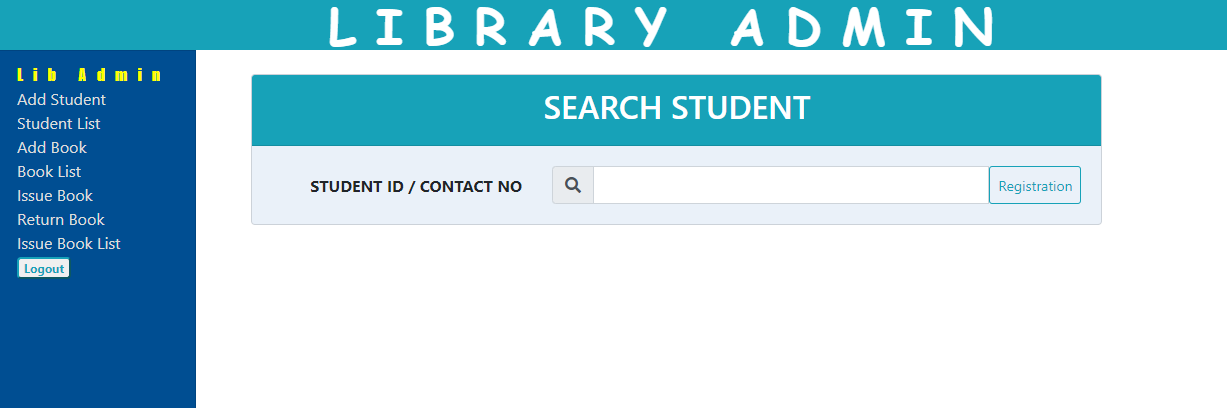 LIBRARY ADMIN
Lib Admin
Add Student
Student List
Add Book
Book List
Issue Book
Return Book
Issue Book List
Logout
SEARCH STUDENT
STUDENT ID / CONTACT NO
Registration